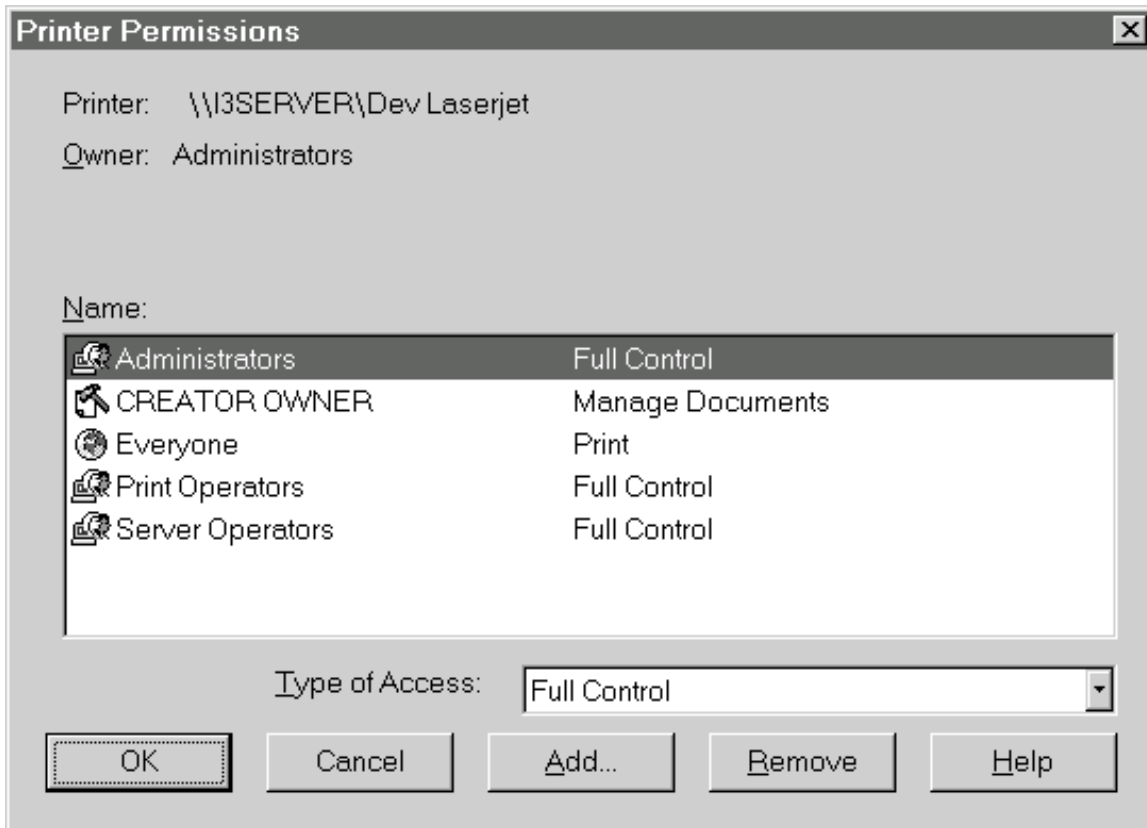 Printer Permissions
Printer: \\I3SERVER\Dev Laserjet
Owner: Administrators
Name:
Administrators Full Control
CREATOR OWNER Manage Documents
Everyone Print
Print Operators Full Control
Server Operators Full Control
Type of Access: Full Control
OK Cancel Add... Remove Help